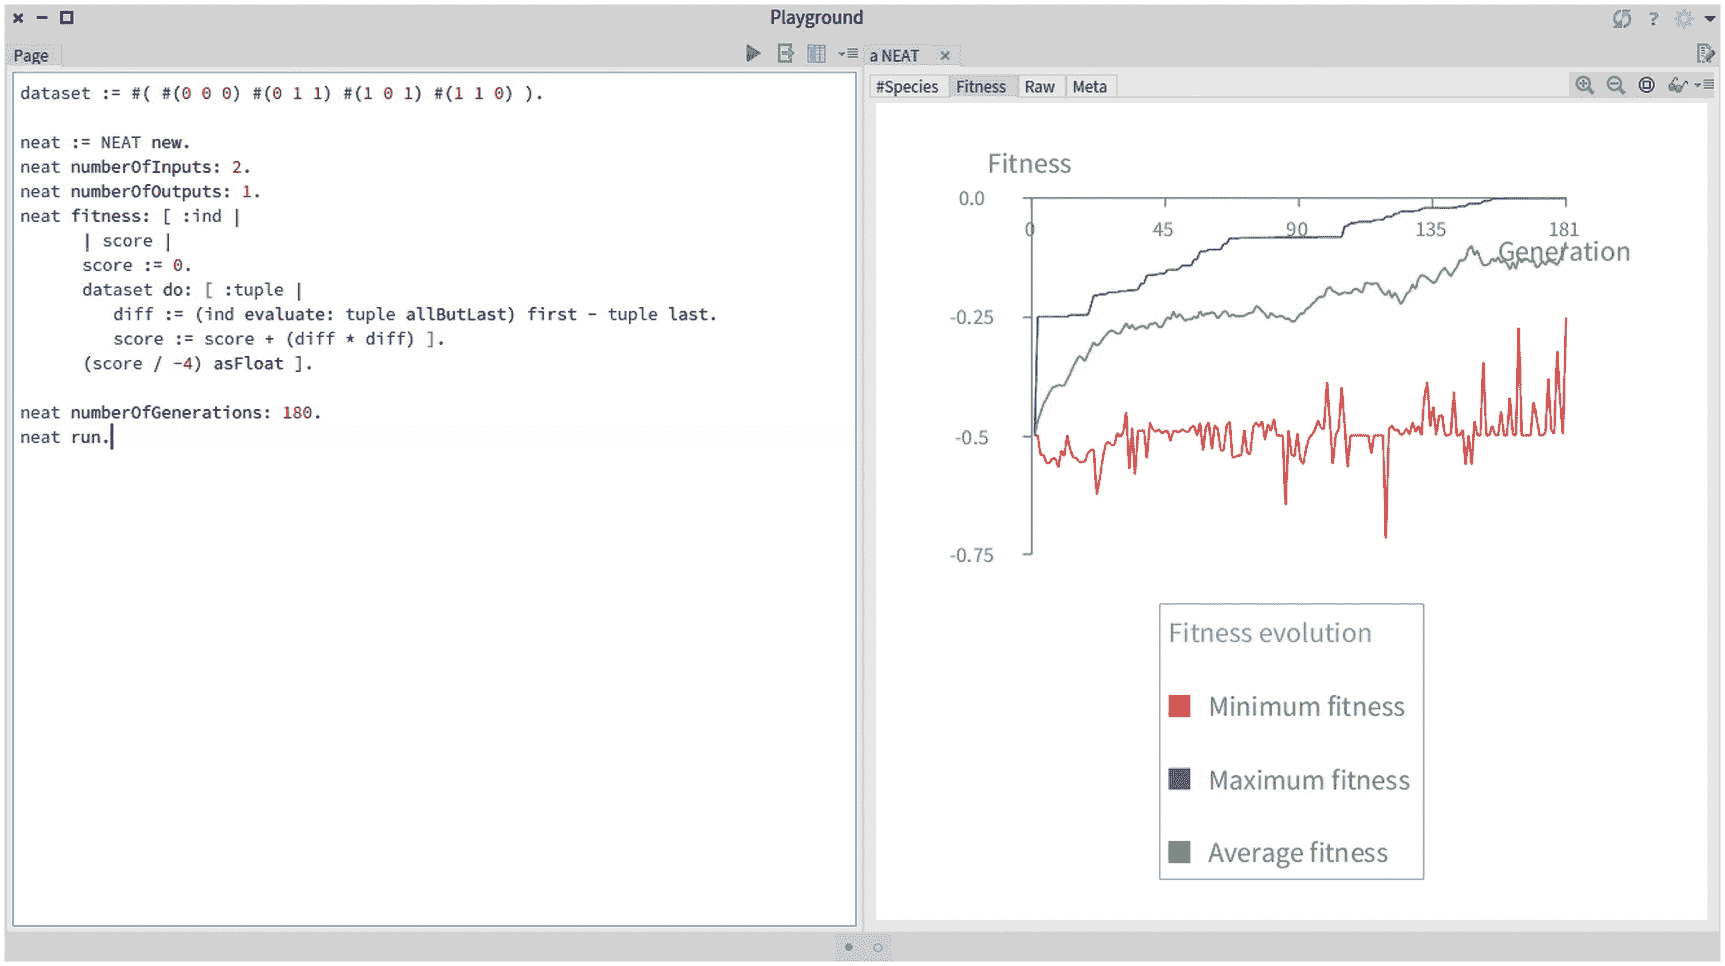 Playground
?
Page
dataset := #( #(0 0 0) #(0 1 1) #(1 0 1) #(1 1 0) ).
neat := NEAT new.
neat numberOfInputs: 2.
neat numberOfOutputs: 1.
neat fitness: [ :ind |
| score |
score := 0.
dataset do: [ :tuple |
diff := (ind evaluate: tuple allButLast) first - tuple last.
score := score + (diff * diff) ].
(score / -4) asFloat ].
neat numberOfGenerations: 180.
neat run.
a NEAT
#Species Fitness Raw Meta
Fitness
0.0
0 45 90 135 181
Generation
-0.25
-0.5
-0.75
Fitness evolution
Minimum fitness
Maximum fitness
Average fitness